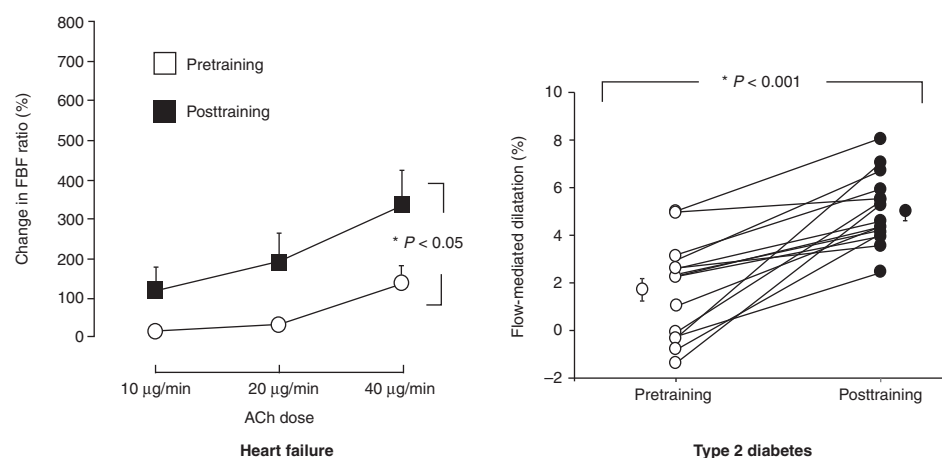 800
700
600
500
400
300
200
100
0
Change in FBF ratio (%)
Pretraining
Posttraining
* P < 0.05
10 μg/min
20 μg/min
40 μg/min
ACh dose
Heart failure
* P < 0.001
10
8
6
4
2
0
–2
Flow-mediated dilatation (%)
Pretraining
Posttraining
Type 2 diabetes